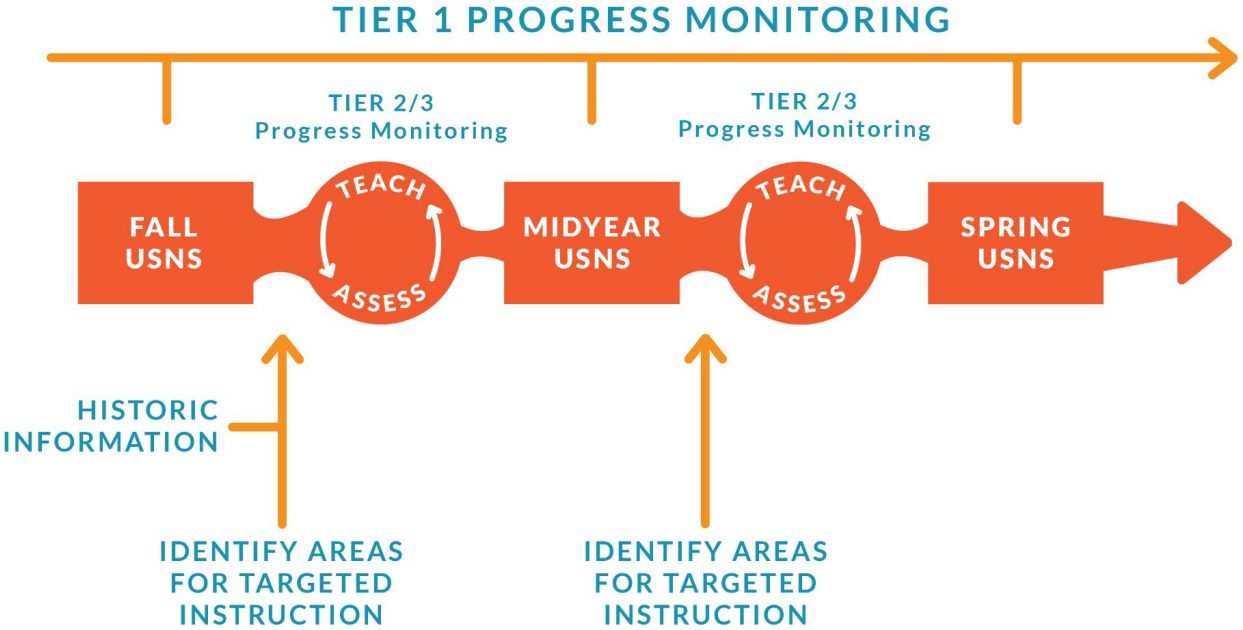 TIER 1 PROGRESS MONITORING
TIER 2/3
Progress Monitoring
TIER 2/3
Progress Monitoring
FALL
USNS
TEACH
ASSESS
MIDYEAR
USNS
TEACH
ASSESS
SPRING
USNS
HISTORIC
INFORMATION
IDENTIFY AREAS
FOR TARGETED
INSTRUCTION
IDENTIFY AREAS
FOR TARGETED
INSTRUCTION